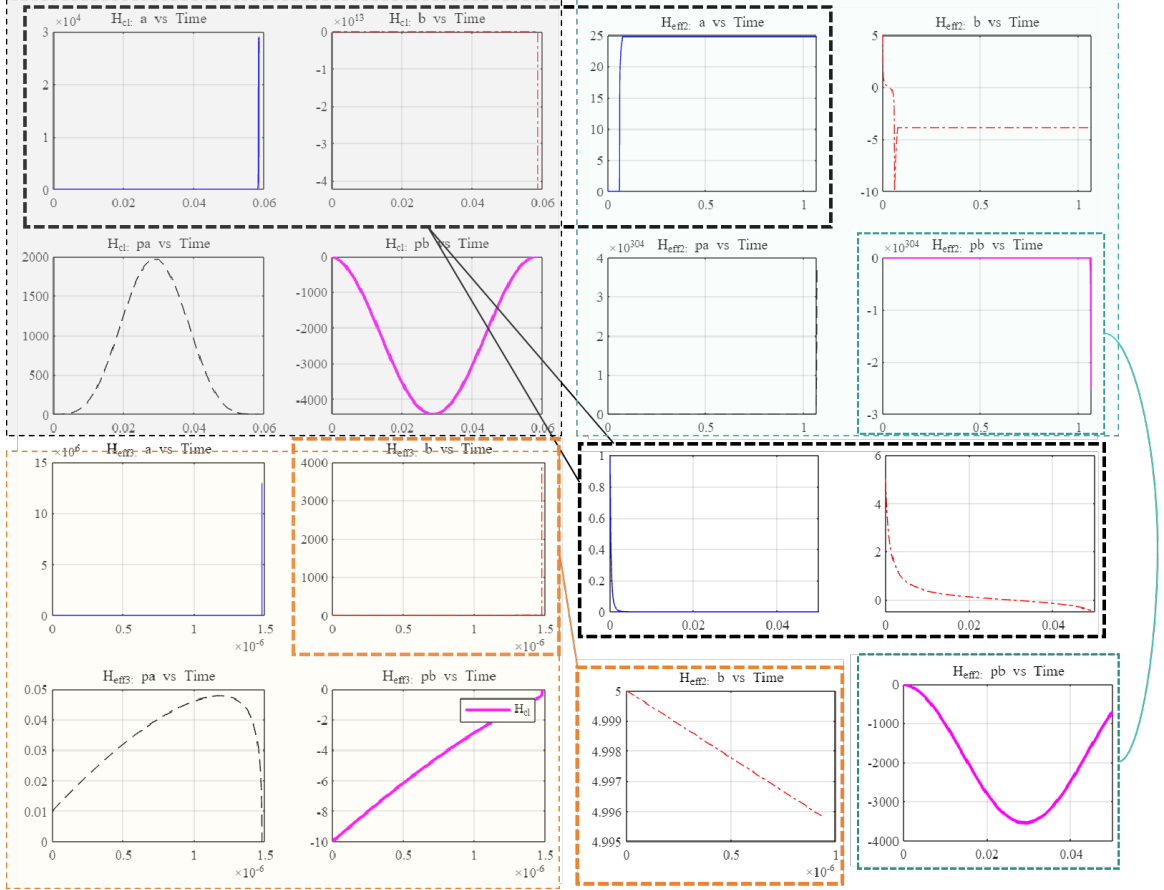 H_cl: a vs Time
×10^4
3
2
1
0
0 0.02 0.04 0.06
H_cl: b vs Time
×10^13
0
-1
-2
-3
-4
0 0.02 0.04 0.06
H_eff2: a vs Time
25
20
15
10
5
0
0 0.5 1
H_eff2: b vs Time
5
0
-5
-10
0 0.5 1
H_cl: pa vs Time
2000
1500
1000
500
0
0 0.02 0.04 0.06
H_cl: pb vs Time
0
-1000
-2000
-3000
-4000
0 0.02 0.04 0.06
H_eff2: pa vs Time
×10^304
4
3
2
1
0
0 0.5 1
H_eff2: pb vs Time
×10^304
0
-1
-2
-3
0 0.5 1
H_eff3: a vs Time
×10^6
15
10
5
0
0 0.5 1 1.5
×10^-6
H_eff3: b vs Time
4000
3000
2000
1000
0
0 0.5 1 1.5
×10^-6
1
0.8
0.6
0.4
0.2
0
0 0.02 0.04
6
4
2
0
0 0.02 0.04
H_eff3: pa vs Time
0.05
0.04
0.03
0.02
0.01
0
0 0.5 1 1.5
×10^-6
H_eff3: pb vs Time
H_cl
0
-2
-4
-6
-8
-10
0 0.5 1 1.5
×10^-6
H_eff2: b vs Time
5
4.999
4.998
4.997
4.996
4.995
0 0.5 1
×10^-6
H_eff2: pb vs Time
0
-1000
-2000
-3000
-4000
0 0.02 0.04